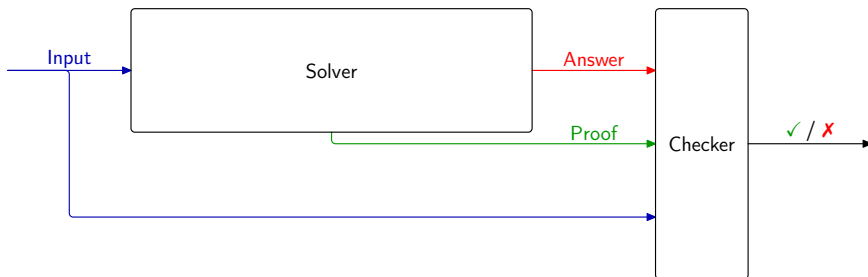 Input
Solver
Answer
Proof
Checker
✓ / ✗